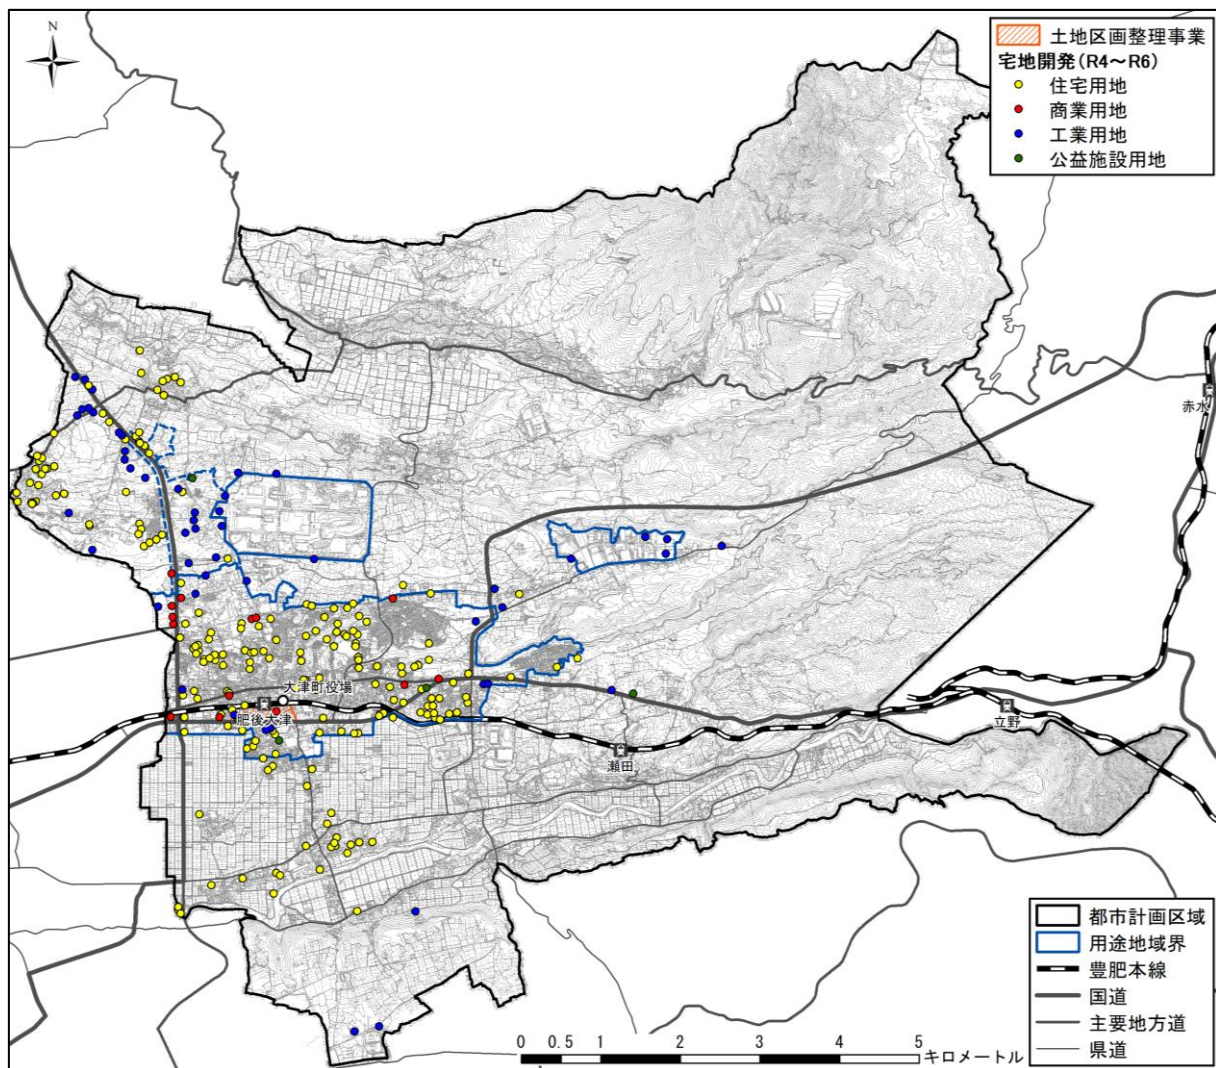 N
土地区画整理事業
宅地開発(R4～R6)
住宅用地
商業用地
工業用地
公益施設用地
赤水
大津町役場
肥後大津
立野
瀬田
都市計画区域
用途地域界
豊肥本線
国道
主要地方道
県道
0 0.5 1 2 3 4 5
キロメートル